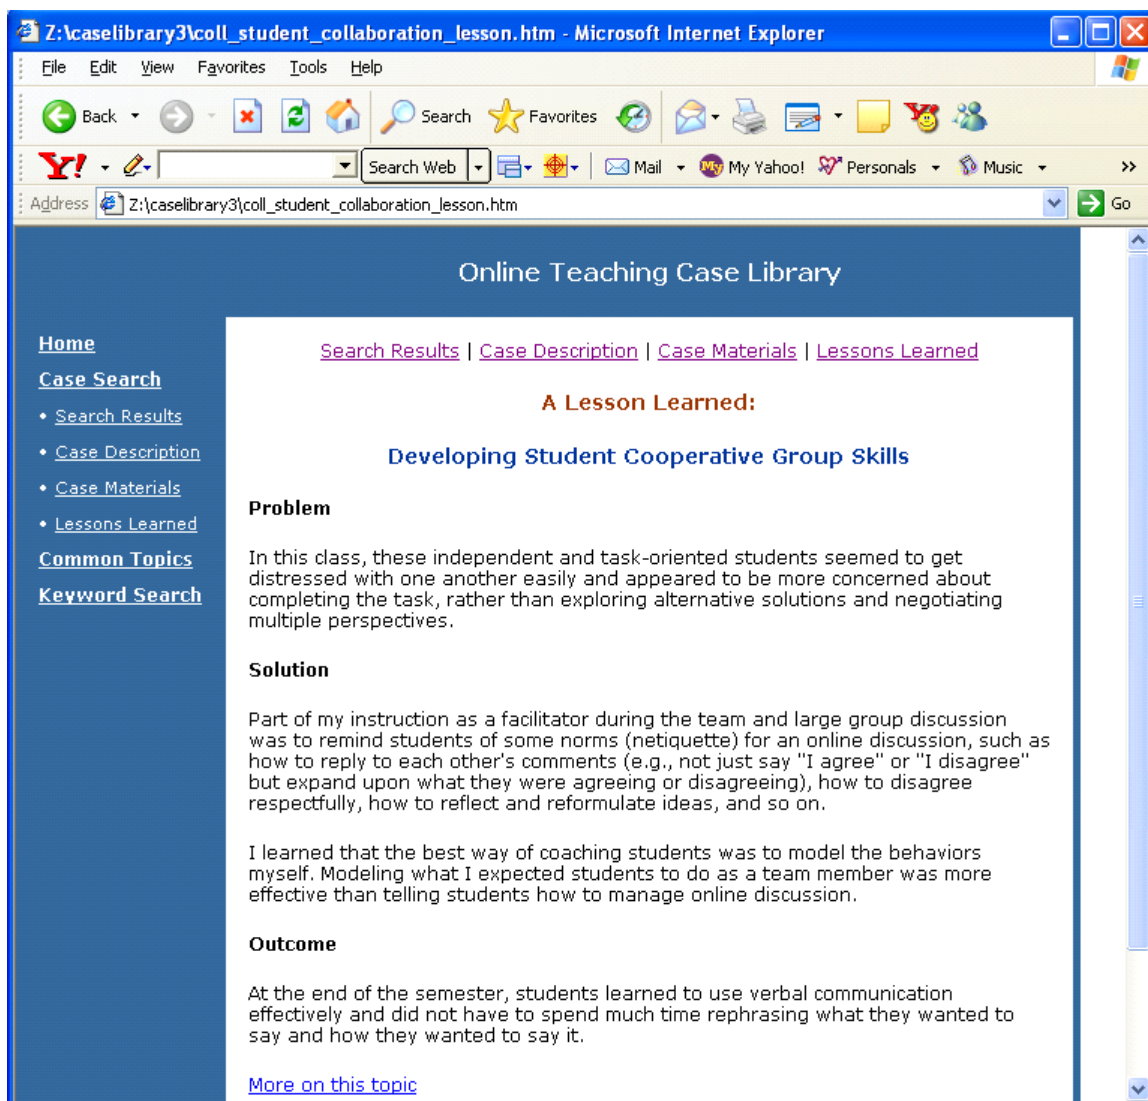 Z:\caselibrary3\coll_student_collaboration_lesson.htm - Microsoft Internet Explorer
File Edit View Favorites Tools Help
Back Search Favorites
Y! Search Web Mail My My Yahoo! Personals Music »
Address Z:\caselibrary3\coll_student_collaboration_lesson.htm Go
Online Teaching Case Library
Home
Case Search
• Search Results
• Case Description
• Case Materials
• Lessons Learned
Common Topics
Keyword Search
Search Results | Case Description | Case Materials | Lessons Learned
A Lesson Learned:
Developing Student Cooperative Group Skills
Problem
In this class, these independent and task-oriented students seemed to get
distressed with one another easily and appeared to be more concerned about
completing the task, rather than exploring alternative solutions and negotiating
multiple perspectives.
Solution
Part of my instruction as a facilitator during the team and large group discussion
was to remind students of some norms (netiquette) for an online discussion, such as
how to reply to each other's comments (e.g., not just say "I agree" or "I disagree"
but expand upon what they were agreeing or disagreeing), how to disagree
respectfully, how to reflect and reformulate ideas, and so on.
I learned that the best way of coaching students was to model the behaviors
myself. Modeling what I expected students to do as a team member was more
effective than telling students how to manage online discussion.
Outcome
At the end of the semester, students learned to use verbal communication
effectively and did not have to spend much time rephrasing what they wanted to
say and how they wanted to say it.
More on this topic